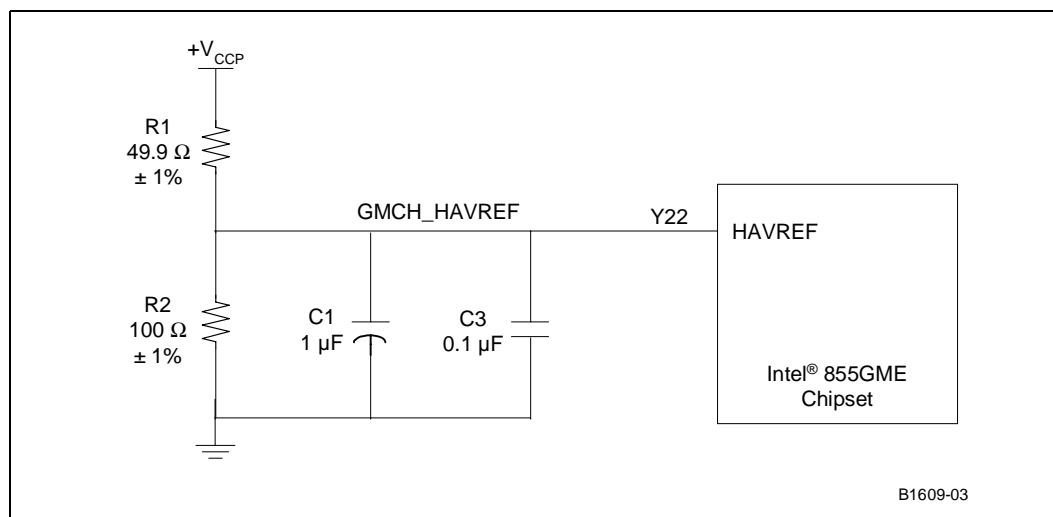 +VCCP
R1
49.9 Ω
± 1%
GMCH_HAVREF
Y22
HAVREF
R2
100 Ω
± 1%
C1
1 µF
C3
0.1 µF
Intel® 855GME
Chipset
B1609-03